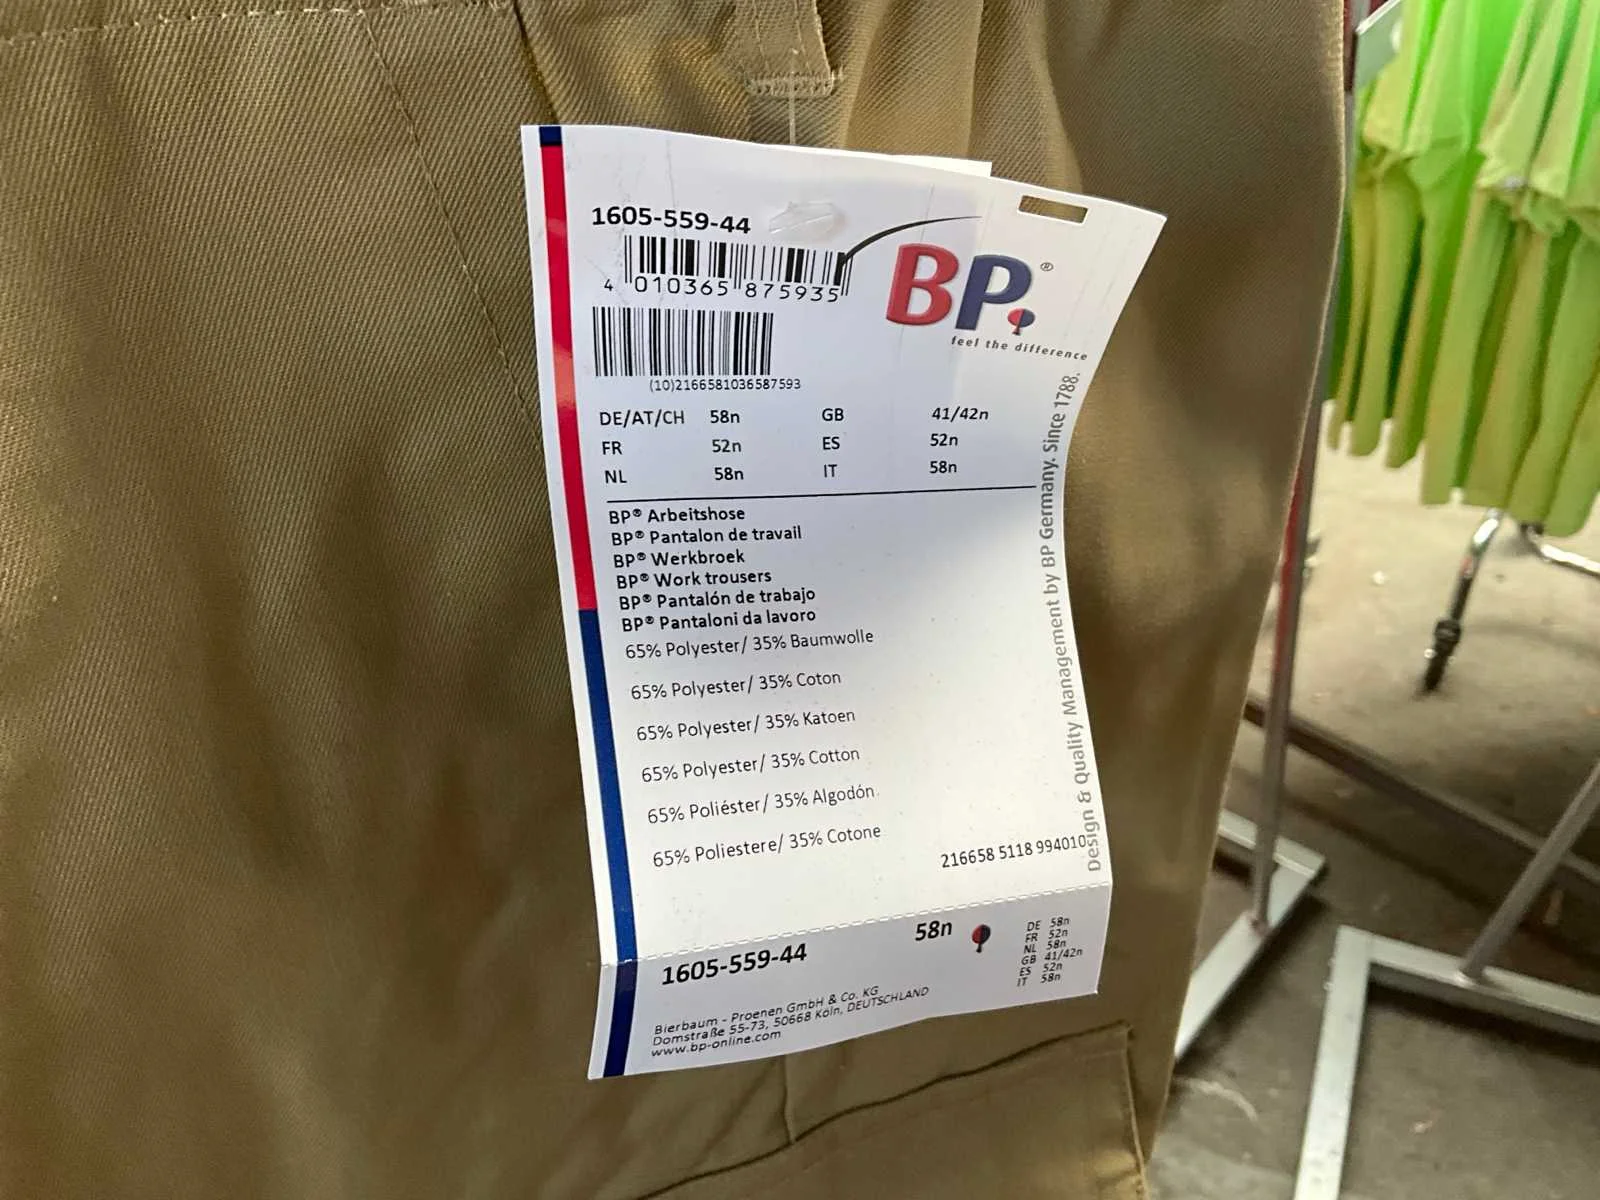 1605-559-44
4 010365 875935
(10)2166581036587593
BP®
feel the difference
DE/AT/CH 58n GB 41/42n
FR 52n ES 52n
NL 58n IT 58n
BP® Arbeitshose
BP® Pantalon de travail
BP® Werkbroek
BP® Work trousers
BP® Pantalón de trabajo
BP® Pantaloni da lavoro
65% Polyester/ 35% Baumwolle
65% Polyester/ 35% Coton
65% Polyester/ 35% Katoen
65% Polyester/ 35% Cotton
65% Poliéster/ 35% Algodón
65% Poliestere/ 35% Cotone
216658 5118 994010
Design & Quality Management by BP Germany. Since 1788.
1605-559-44
58n
DE 58n
FR 52n
NL 58n
GB 41/42n
ES 52n
IT 58n
Bierbaum - Proenen GmbH & Co. KG
Domstraße 55-73, 50668 Köln, DEUTSCHLAND
www.bp-online.com